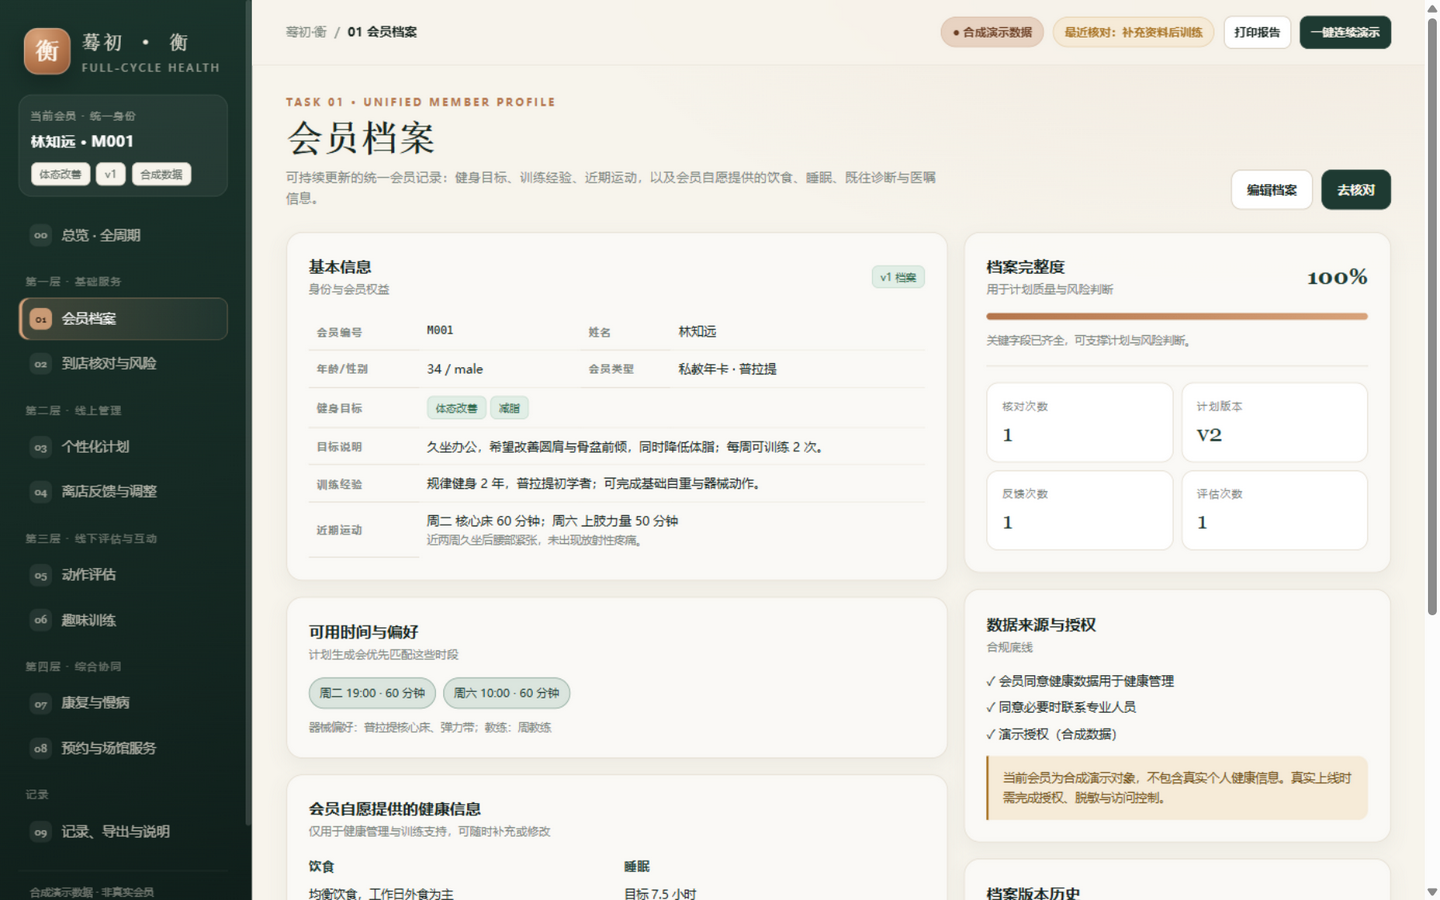 衡
蓦初 · 衡
FULL-CYCLE HEALTH
当前会员 · 统一身份
林知远 • M001
体态改善
v1
合成数据
00 总览 · 全周期
第一层 · 基础服务
01 会员档案
02 到店核对与风险
第二层 · 线上管理
03 个性化计划
04 离店反馈与调整
第三层 · 线下评估与互动
05 动作评估
06 趣味训练
第四层 · 综合协同
07 康复与慢病
08 预约与场馆服务
记录
09 记录、导出与说明
合成演示数据 · 非真实会员
蓦初·衡 / 01 会员档案
• 合成演示数据
最近核对：补充资料后训练
打印报告
一键连续演示
TASK 01 • UNIFIED MEMBER PROFILE
会员档案
可持续更新的统一会员记录：健身目标、训练经验、近期运动，以及会员自愿提供的饮食、睡眠、既往诊断与医嘱
信息。
编辑档案
去核对
基本信息
身份与会员权益
v1 档案
会员编号 M001 姓名 林知远
年龄/性别 34 / male 会员类型 私教年卡 · 普拉提
健身目标 体态改善 减脂
目标说明 久坐办公，希望改善圆肩与骨盆前倾，同时降低体脂；每周可训练 2 次。
训练经验 规律健身 2 年，普拉提初学者；可完成基础自重与器械动作。
近期运动 周二 核心床 60 分钟；周六 上肢力量 50 分钟
近两周久坐后腰部紧张，未出现放射性疼痛。
可用时间与偏好
计划生成会优先匹配这些时段
周二 19:00 · 60 分钟
周六 10:00 · 60 分钟
器械偏好：普拉提核心床、弹力带；教练：周教练
会员自愿提供的健康信息
仅用于健康管理与训练支持，可随时补充或修改
饮食 睡眠
均衡饮食，工作日外食为主 目标 7.5 小时
档案完整度
用于计划质量与风险判断
100%
关键字段已齐全，可支撑计划与风险判断。
核对次数
1
计划版本
v2
反馈次数
1
评估次数
1
数据来源与授权
合规底线
✓ 会员同意健康数据用于健康管理
✓ 同意必要时联系专业人员
✓ 演示授权（合成数据）
当前会员为合成演示对象，不包含真实个人健康信息。真实上线时
需完成授权、脱敏与访问控制。
档案版本历史